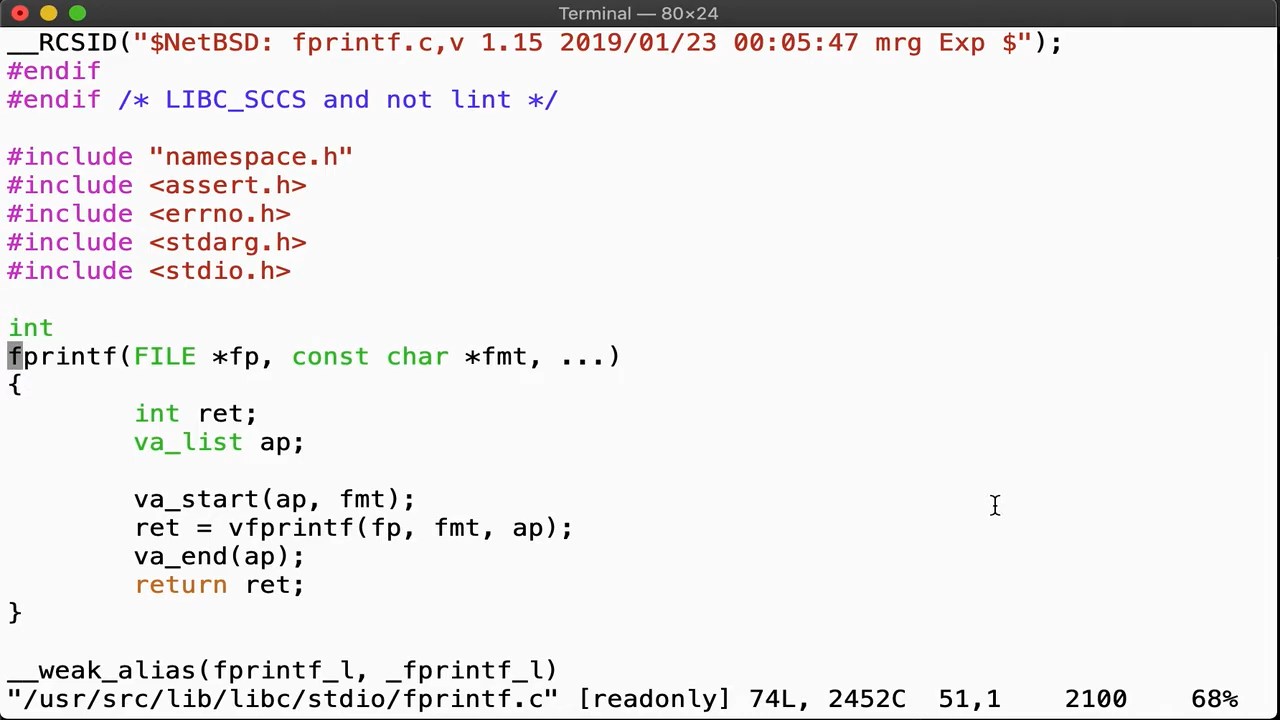 Terminal — 80×24
__RCSID("$NetBSD: fprintf.c,v 1.15 2019/01/23 00:05:47 mrg Exp $");
#endif
#endif /* LIBC_SCCS and not lint */
#include "namespace.h"
#include <assert.h>
#include <errno.h>
#include <stdarg.h>
#include <stdio.h>
int
fprintf(FILE *fp, const char *fmt, ...)
{
        int ret;
        va_list ap;
        va_start(ap, fmt);
        ret = vfprintf(fp, fmt, ap);
        va_end(ap);
        return ret;
}
__weak_alias(fprintf_l, _fprintf_l)
"/usr/src/lib/libc/stdio/fprintf.c" [readonly] 74L, 2452C  51,1    2100    68%